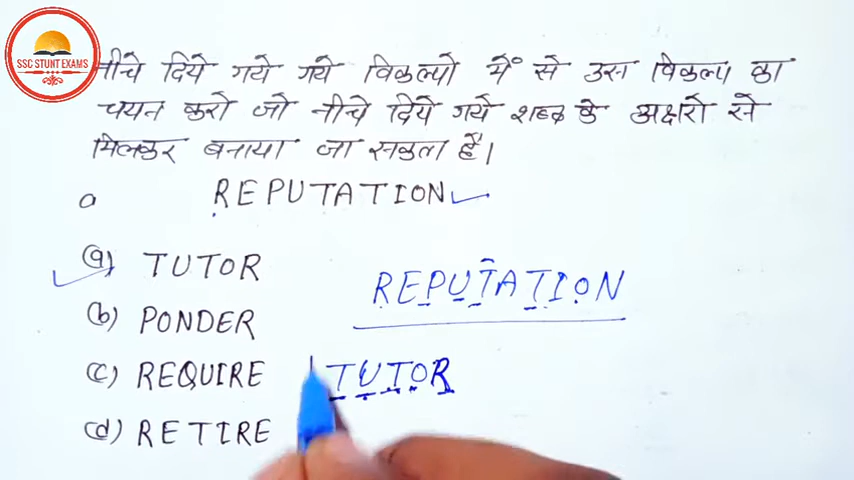 SSC STUNT EXAMS
नीचे दिये गये गये विकल्पो में से उस विकल्प का
चयन करो जो नीचे दिये गये शब्द के अक्षरो से
मिलकर बनाया जा सकता है।
a REPUTATION
(a) TUTOR
REPUTATION
(b) PONDER
(c) REQUIRE
TUTOR
(d) RETIRE